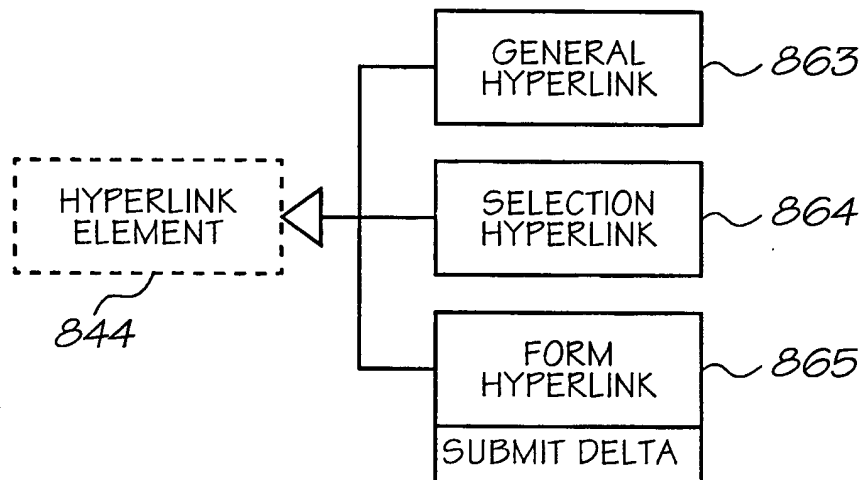 GENERAL
HYPERLINK
863
HYPERLINK
ELEMENT
844
SELECTION
HYPERLINK
864
FORM
HYPERLINK
865
SUBMIT DELTA